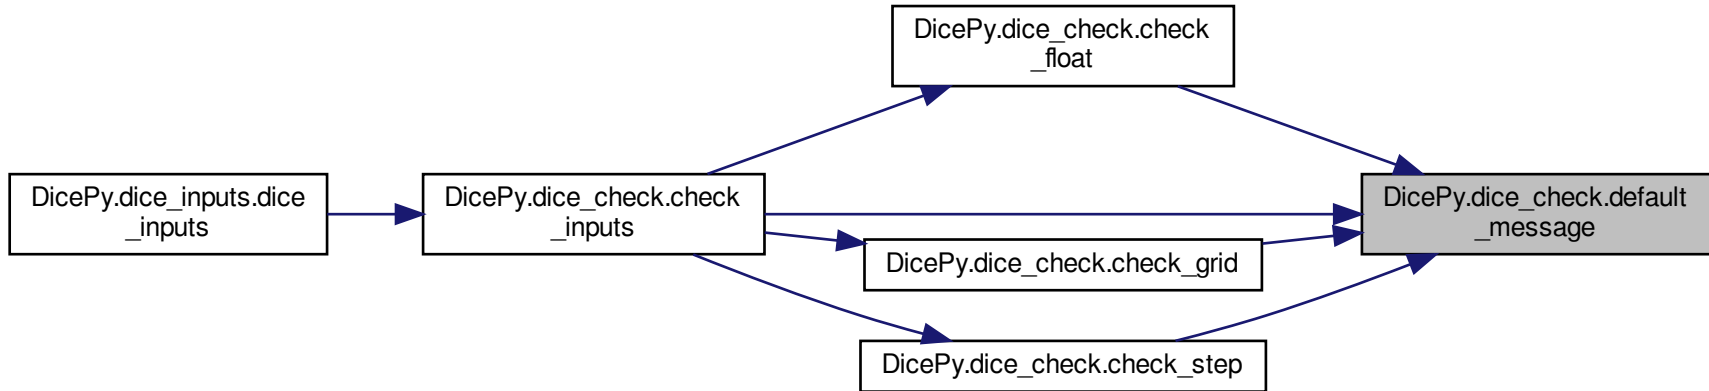 DicePy.dice_check.check
_float
DicePy.dice_inputs.dice
_inputs
DicePy.dice_check.check
_inputs
DicePy.dice_check.default
_message
DicePy.dice_check.check_grid
DicePy.dice_check.check_step